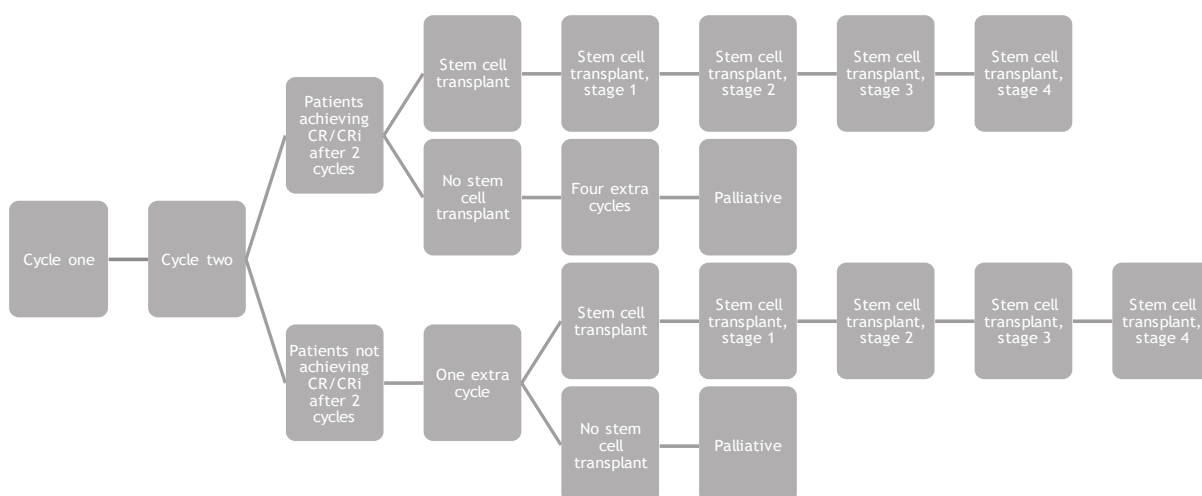 Cycle one
Cycle two
Patients
achieving
CR/CRi
after 2
cycles
Stem cell
transplant
Stem cell
transplant,
stage 1
Stem cell
transplant,
stage 2
Stem cell
transplant,
stage 3
Stem cell
transplant,
stage 4
No stem
cell
transplant
Four extra
cycles
Palliative
Patients not
achieving
CR/CRi
after 2
cycles
One extra
cycle
Stem cell
transplant
Stem cell
transplant,
stage 1
Stem cell
transplant,
stage 2
Stem cell
transplant,
stage 3
Stem cell
transplant,
stage 4
No stem
cell
transplant
Palliative